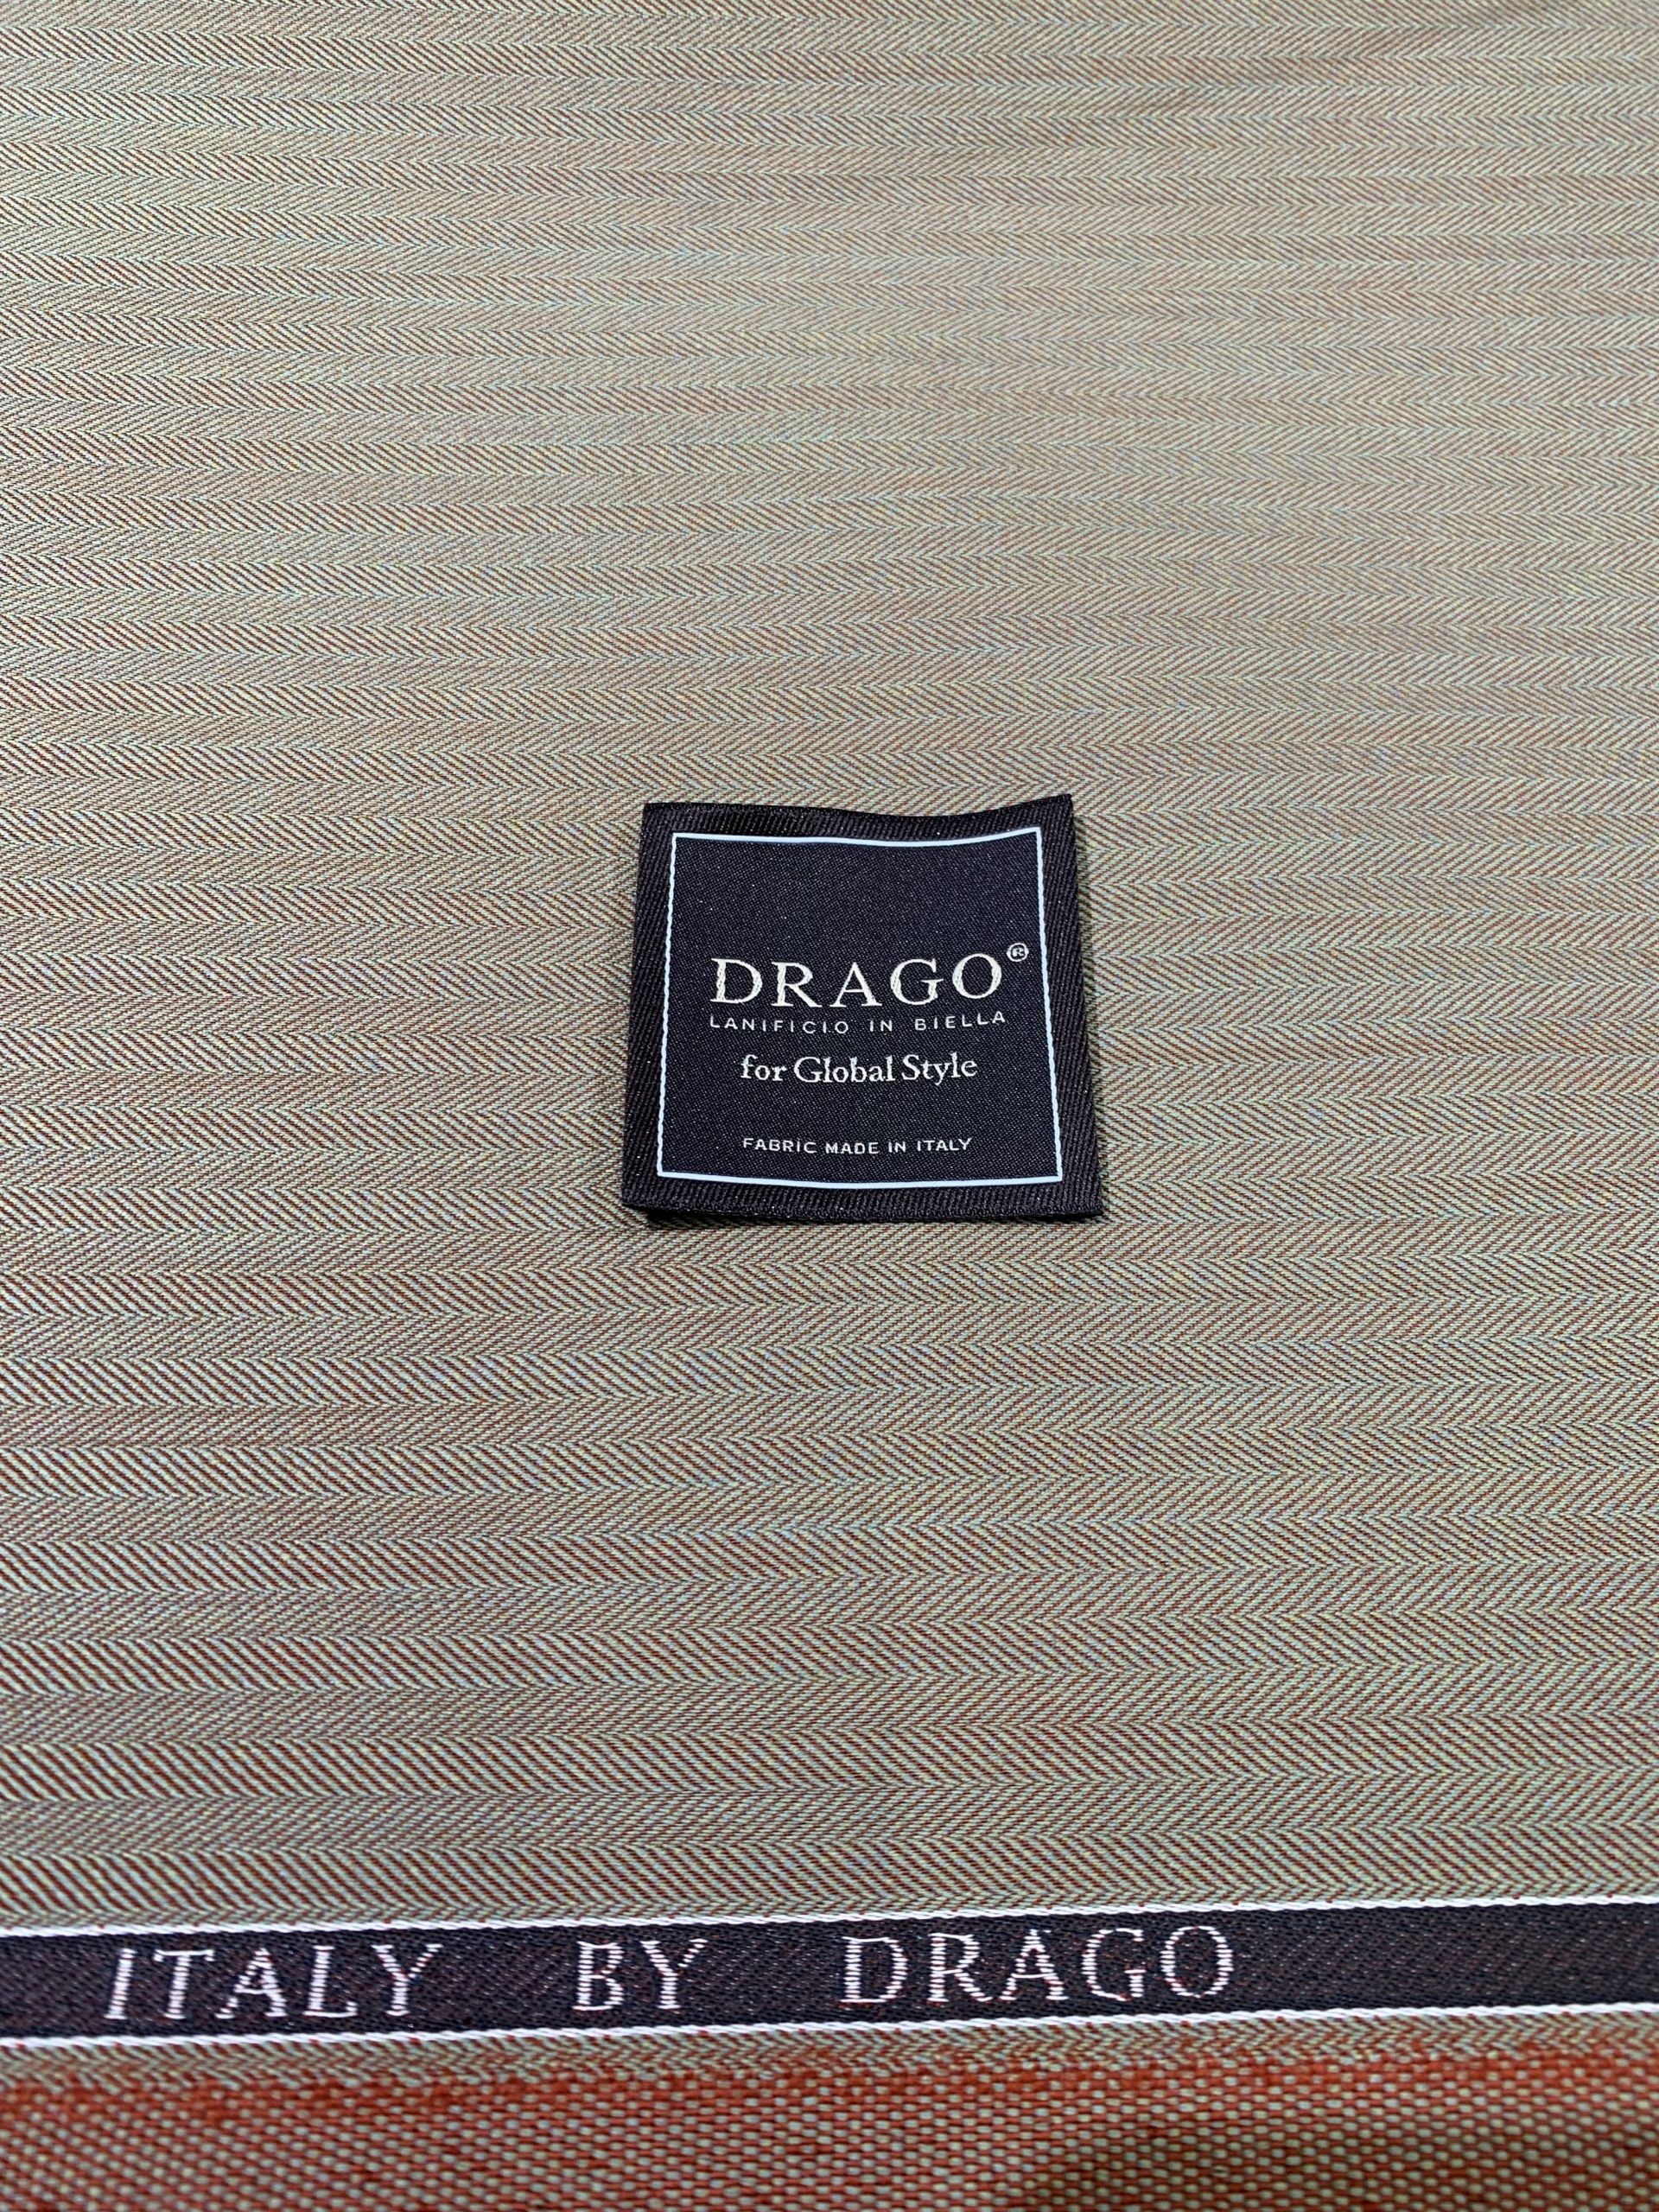 DRAGO®
LANIFICIO IN BIELLA
for Global Style
FABRIC MADE IN ITALY
ITALY BY DRAGO